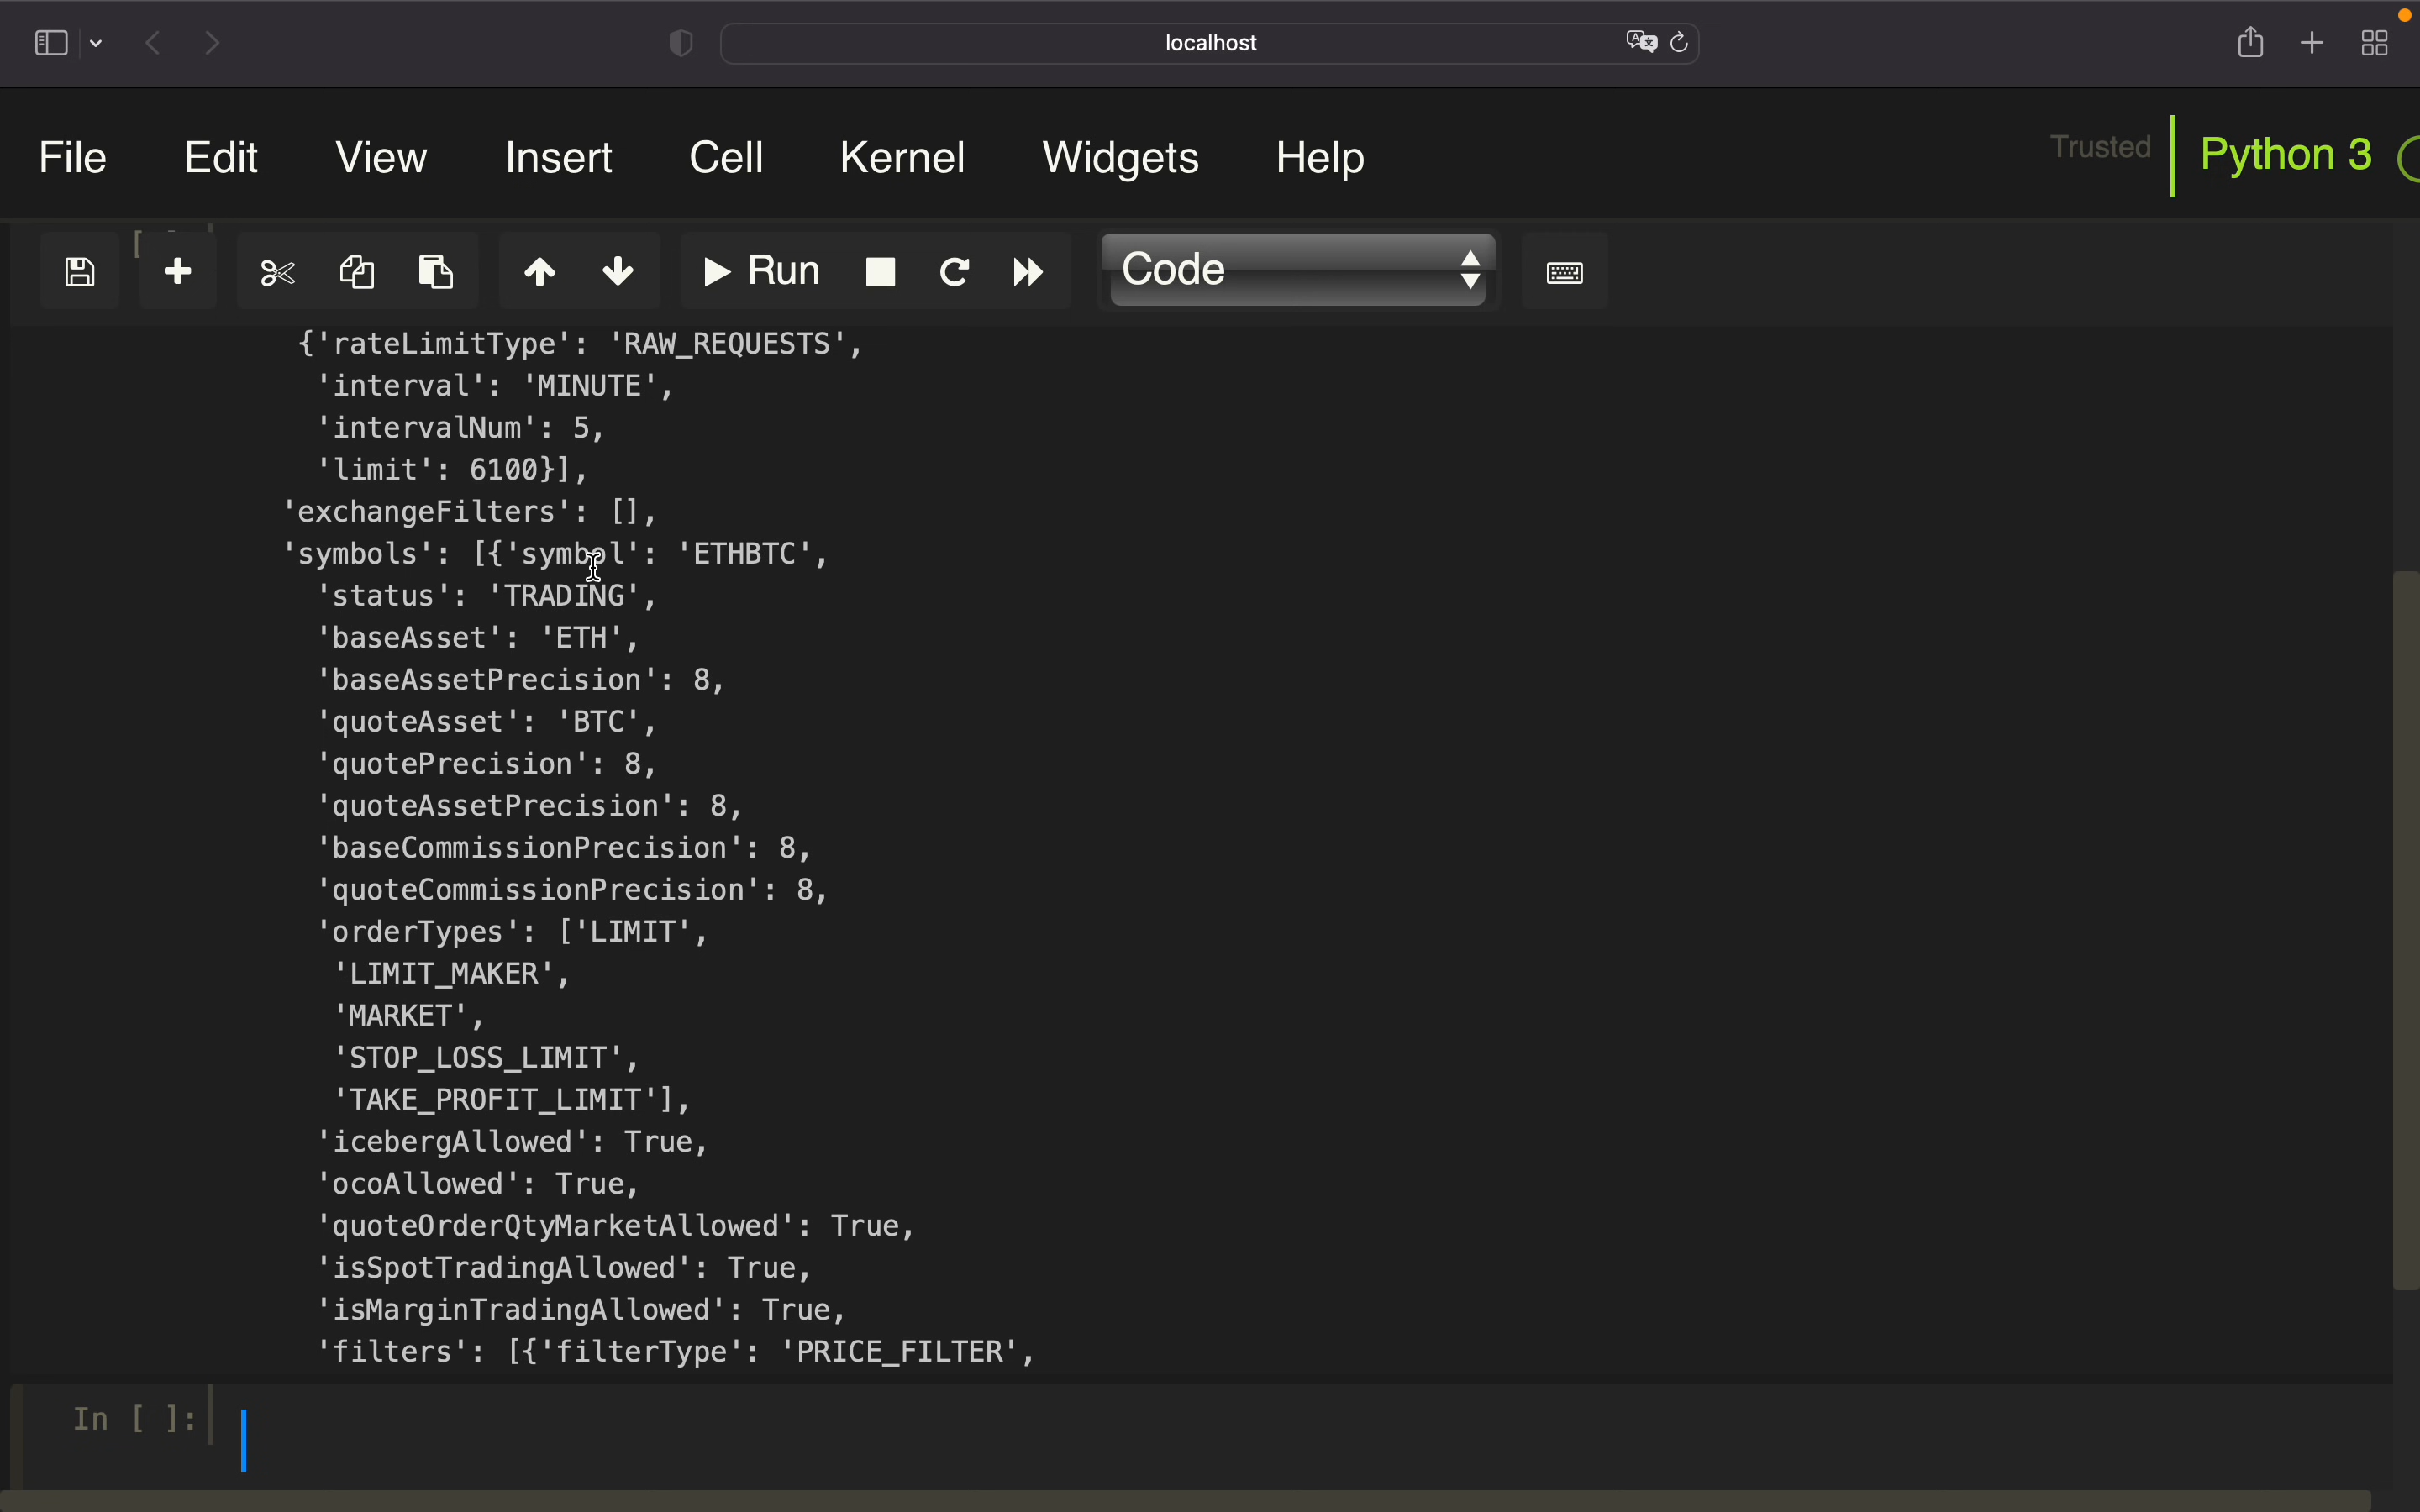 localhost
File Edit View Insert Cell Kernel Widgets Help Trusted Python 3
Run Code
{'rateLimitType': 'RAW_REQUESTS',
'interval': 'MINUTE',
'intervalNum': 5,
'limit': 6100}],
'exchangeFilters': [],
'symbols': [{'symbol': 'ETHBTC',
'status': 'TRADING',
'baseAsset': 'ETH',
'baseAssetPrecision': 8,
'quoteAsset': 'BTC',
'quotePrecision': 8,
'quoteAssetPrecision': 8,
'baseCommissionPrecision': 8,
'quoteCommissionPrecision': 8,
'orderTypes': ['LIMIT',
'LIMIT_MAKER',
'MARKET',
'STOP_LOSS_LIMIT',
'TAKE_PROFIT_LIMIT'],
'icebergAllowed': True,
'ocoAllowed': True,
'quoteOrderQtyMarketAllowed': True,
'isSpotTradingAllowed': True,
'isMarginTradingAllowed': True,
'filters': [{'filterType': 'PRICE_FILTER',
In [ ]: